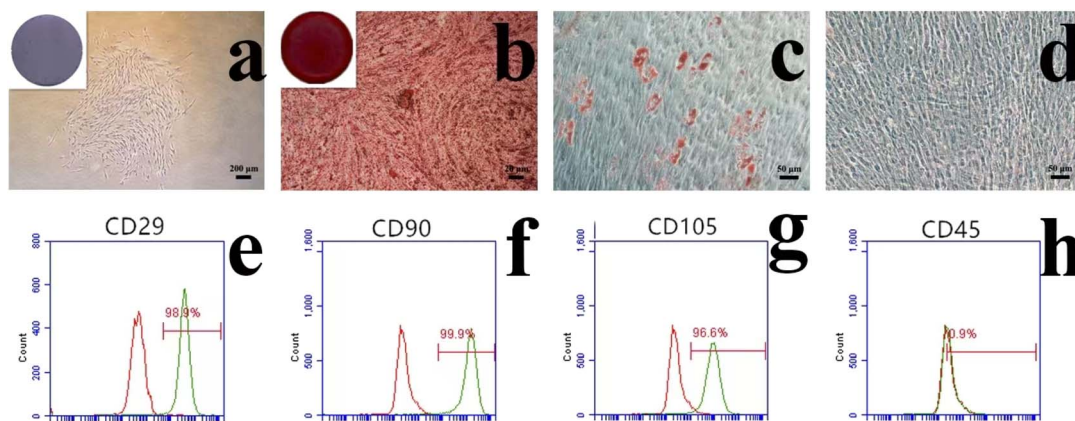 a
200 μm
b
20 μm
c
50 μm
d
50 μm
CD29
e
800
600
400
200
0
Count
98.9%
CD90
f
1,600
1,000
500
0
Count
99.9%
CD105
g
1,600
1,000
500
0
Count
96.6%
CD45
h
1,600
1,000
500
0
Count
0.9%